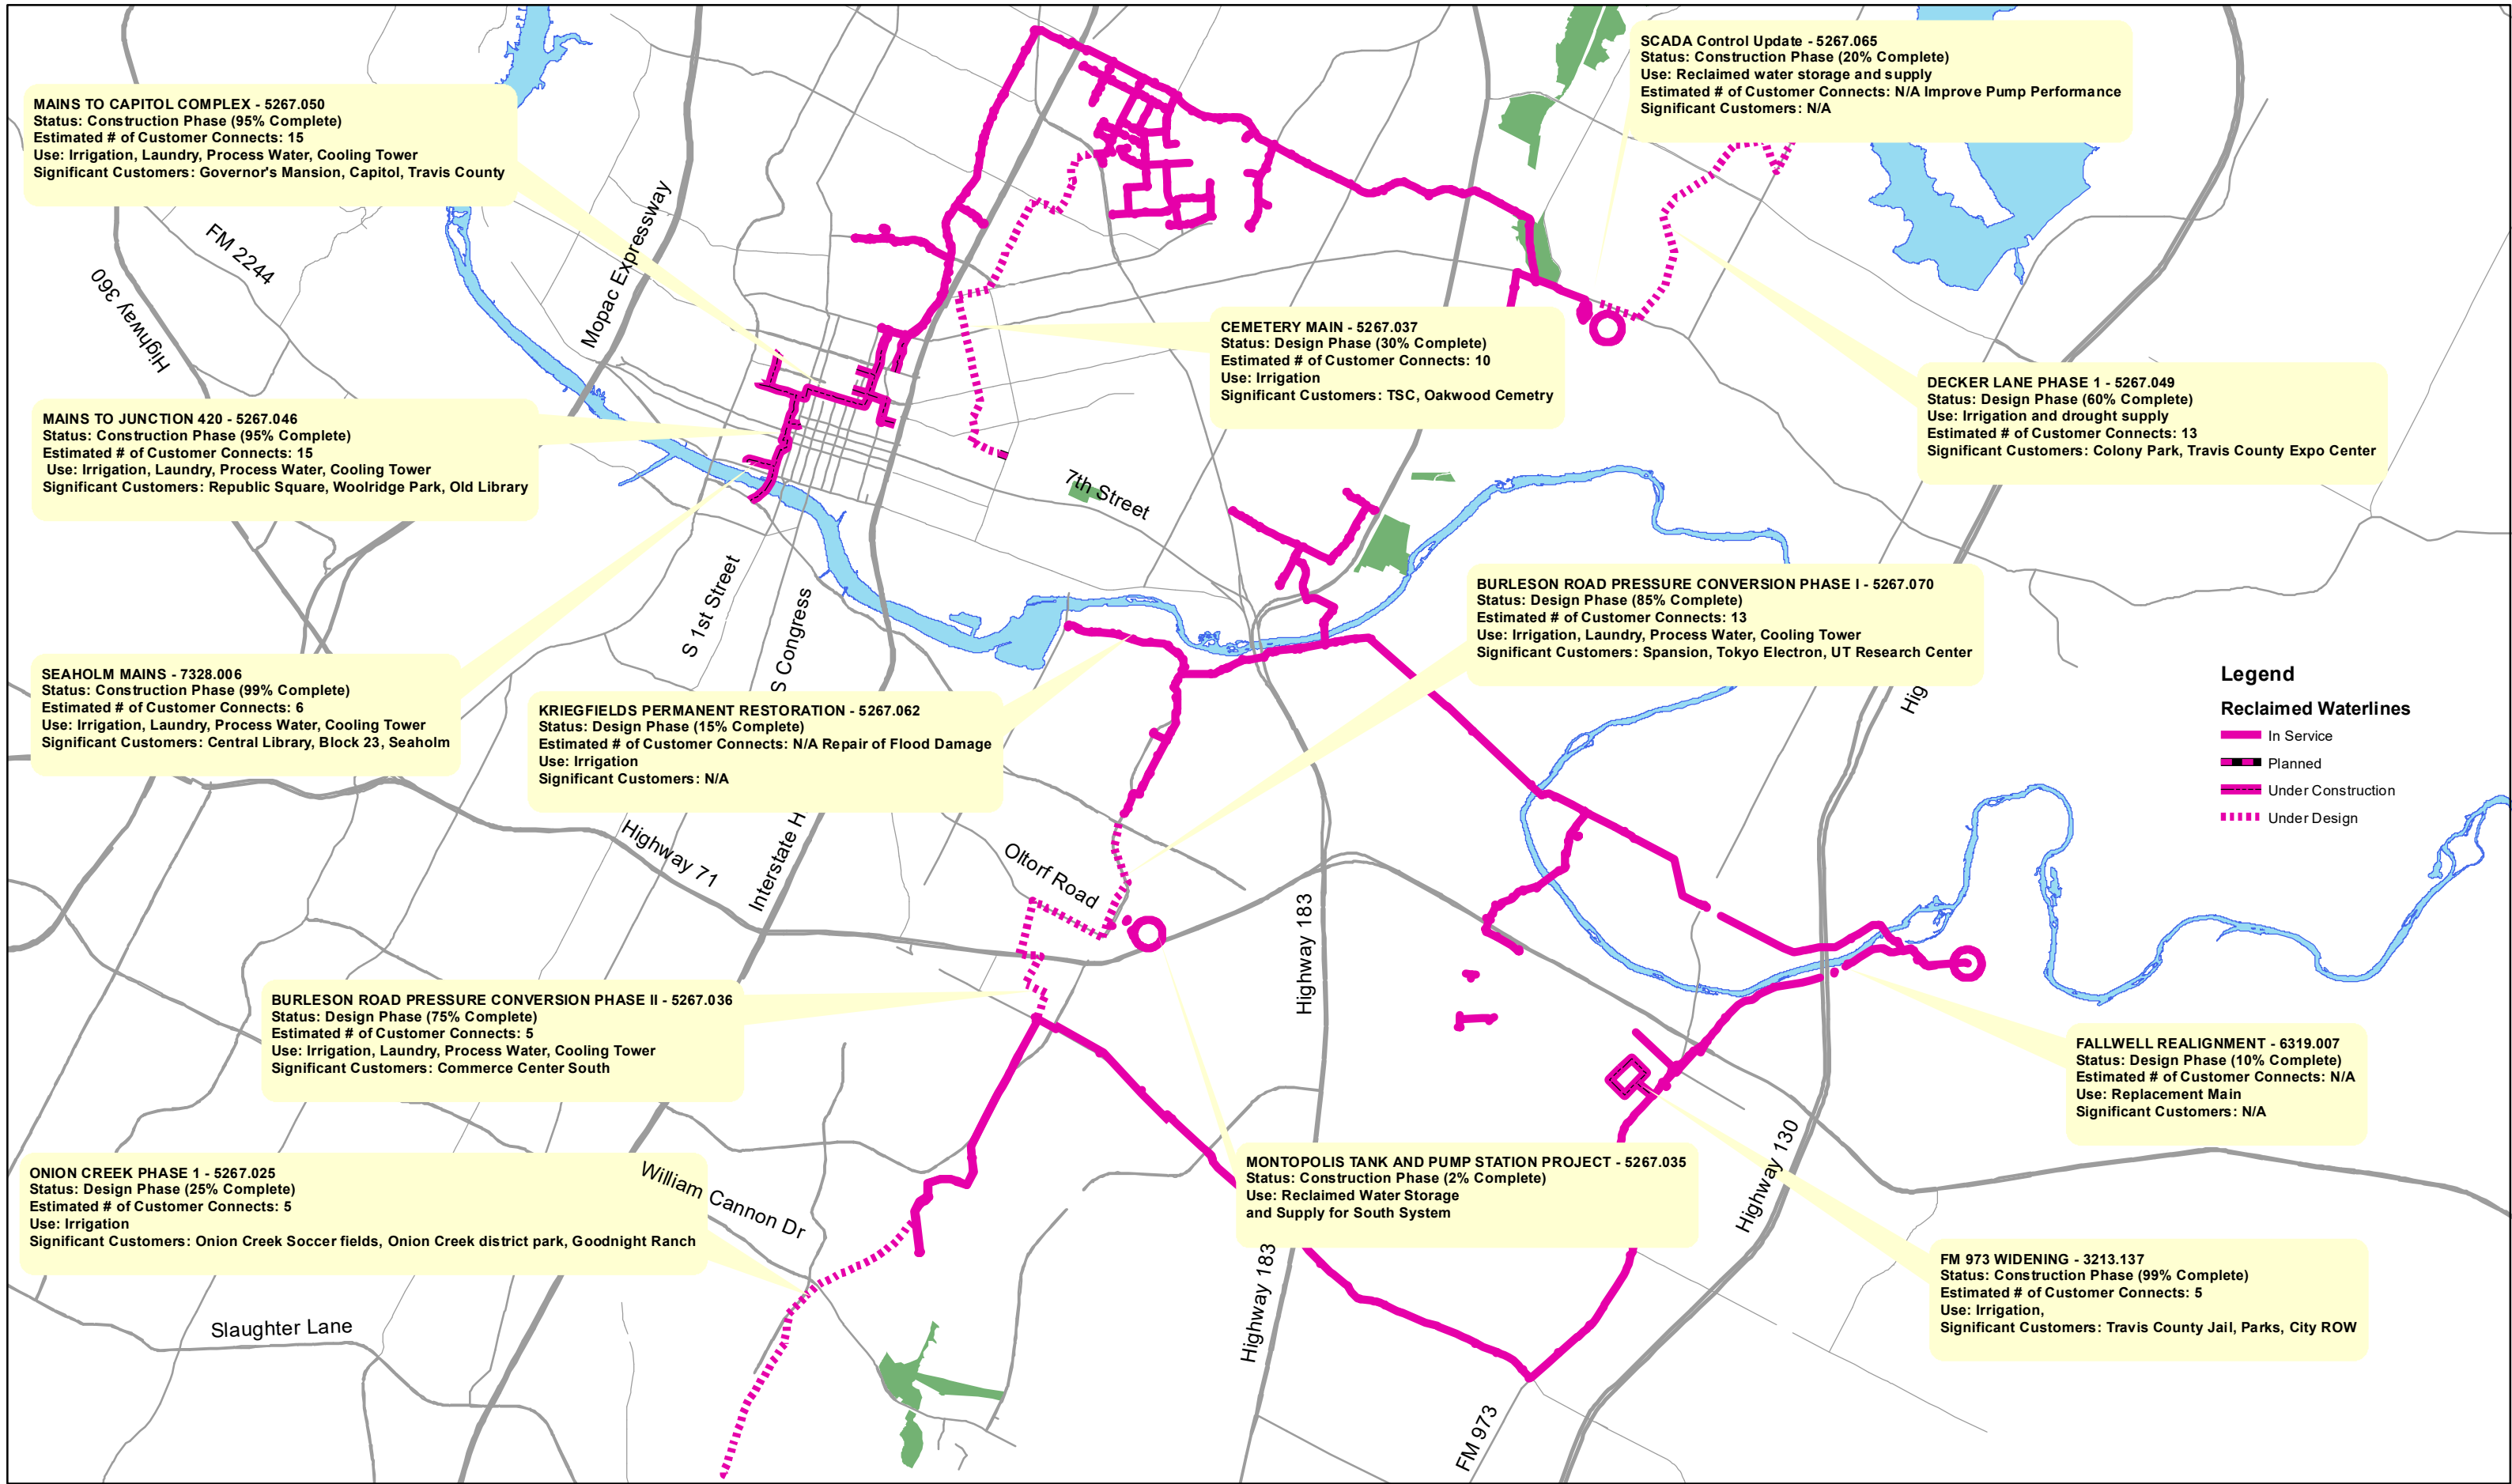 SCADA Control Update - 5267.065
Status: Construction Phase (20% Complete)
Use: Reclaimed water storage and supply
Estimated # of Customer Connects: N/A Improve Pump Performance
Significant Customers: N/A
MAINS TO CAPITOL COMPLEX - 5267.050
Status: Construction Phase (95% Complete)
Estimated # of Customer Connects: 15
Use: Irrigation, Laundry, Process Water, Cooling Tower
Significant Customers: Governor's Mansion, Capitol, Travis County
FM 2244
Highway 360
Mopac Expressway
CEMETERY MAIN - 5267.037
Status: Design Phase (30% Complete)
Estimated # of Customer Connects: 10
Use: Irrigation
Significant Customers: TSC, Oakwood Cemetry
DECKER LANE PHASE 1 - 5267.049
Status: Design Phase (60% Complete)
Use: Irrigation and drought supply
Estimated # of Customer Connects: 13
Significant Customers: Colony Park, Travis County Expo Center
MAINS TO JUNCTION 420 - 5267.046
Status: Construction Phase (95% Complete)
Estimated # of Customer Connects: 15
Use: Irrigation, Laundry, Process Water, Cooling Tower
Significant Customers: Republic Square, Woolridge Park, Old Library
7th Street
S 1st Street
S Congress
BURLESON ROAD PRESSURE CONVERSION PHASE I - 5267.070
Status: Design Phase (85% Complete)
Estimated # of Customer Connects: 13
Use: Irrigation, Laundry, Process Water, Cooling Tower
Significant Customers: Spansion, Tokyo Electron, UT Research Center
SEAHOLM MAINS - 7328.006
Status: Construction Phase (99% Complete)
Estimated # of Customer Connects: 6
Use: Irrigation, Laundry, Process Water, Cooling Tower
Significant Customers: Central Library, Block 23, Seaholm
KRIEGFIELDS PERMANENT RESTORATION - 5267.062
Status: Design Phase (15% Complete)
Estimated # of Customer Connects: N/A Repair of Flood Damage
Use: Irrigation
Significant Customers: N/A
Hig
Legend
Reclaimed Waterlines
In Service
Planned
Under Construction
Under Design
Highway 71
Interstate H
Oltorf Road
Highway 183
BURLESON ROAD PRESSURE CONVERSION PHASE II - 5267.036
Status: Design Phase (75% Complete)
Estimated # of Customer Connects: 5
Use: Irrigation, Laundry, Process Water, Cooling Tower
Significant Customers: Commerce Center South
FALLWELL REALIGNMENT - 6319.007
Status: Design Phase (10% Complete)
Estimated # of Customer Connects: N/A
Use: Replacement Main
Significant Customers: N/A
ONION CREEK PHASE 1 - 5267.025
Status: Design Phase (25% Complete)
Estimated # of Customer Connects: 5
Use: Irrigation
Significant Customers: Onion Creek Soccer fields, Onion Creek district park, Goodnight Ranch
William Cannon Dr
MONTOPOLIS TANK AND PUMP STATION PROJECT - 5267.035
Status: Construction Phase (2% Complete)
Use: Reclaimed Water Storage
and Supply for South System
Highway 130
Highway 183
FM 973 WIDENING - 3213.137
Status: Construction Phase (99% Complete)
Estimated # of Customer Connects: 5
Use: Irrigation,
Significant Customers: Travis County Jail, Parks, City ROW
Slaughter Lane
FM 973